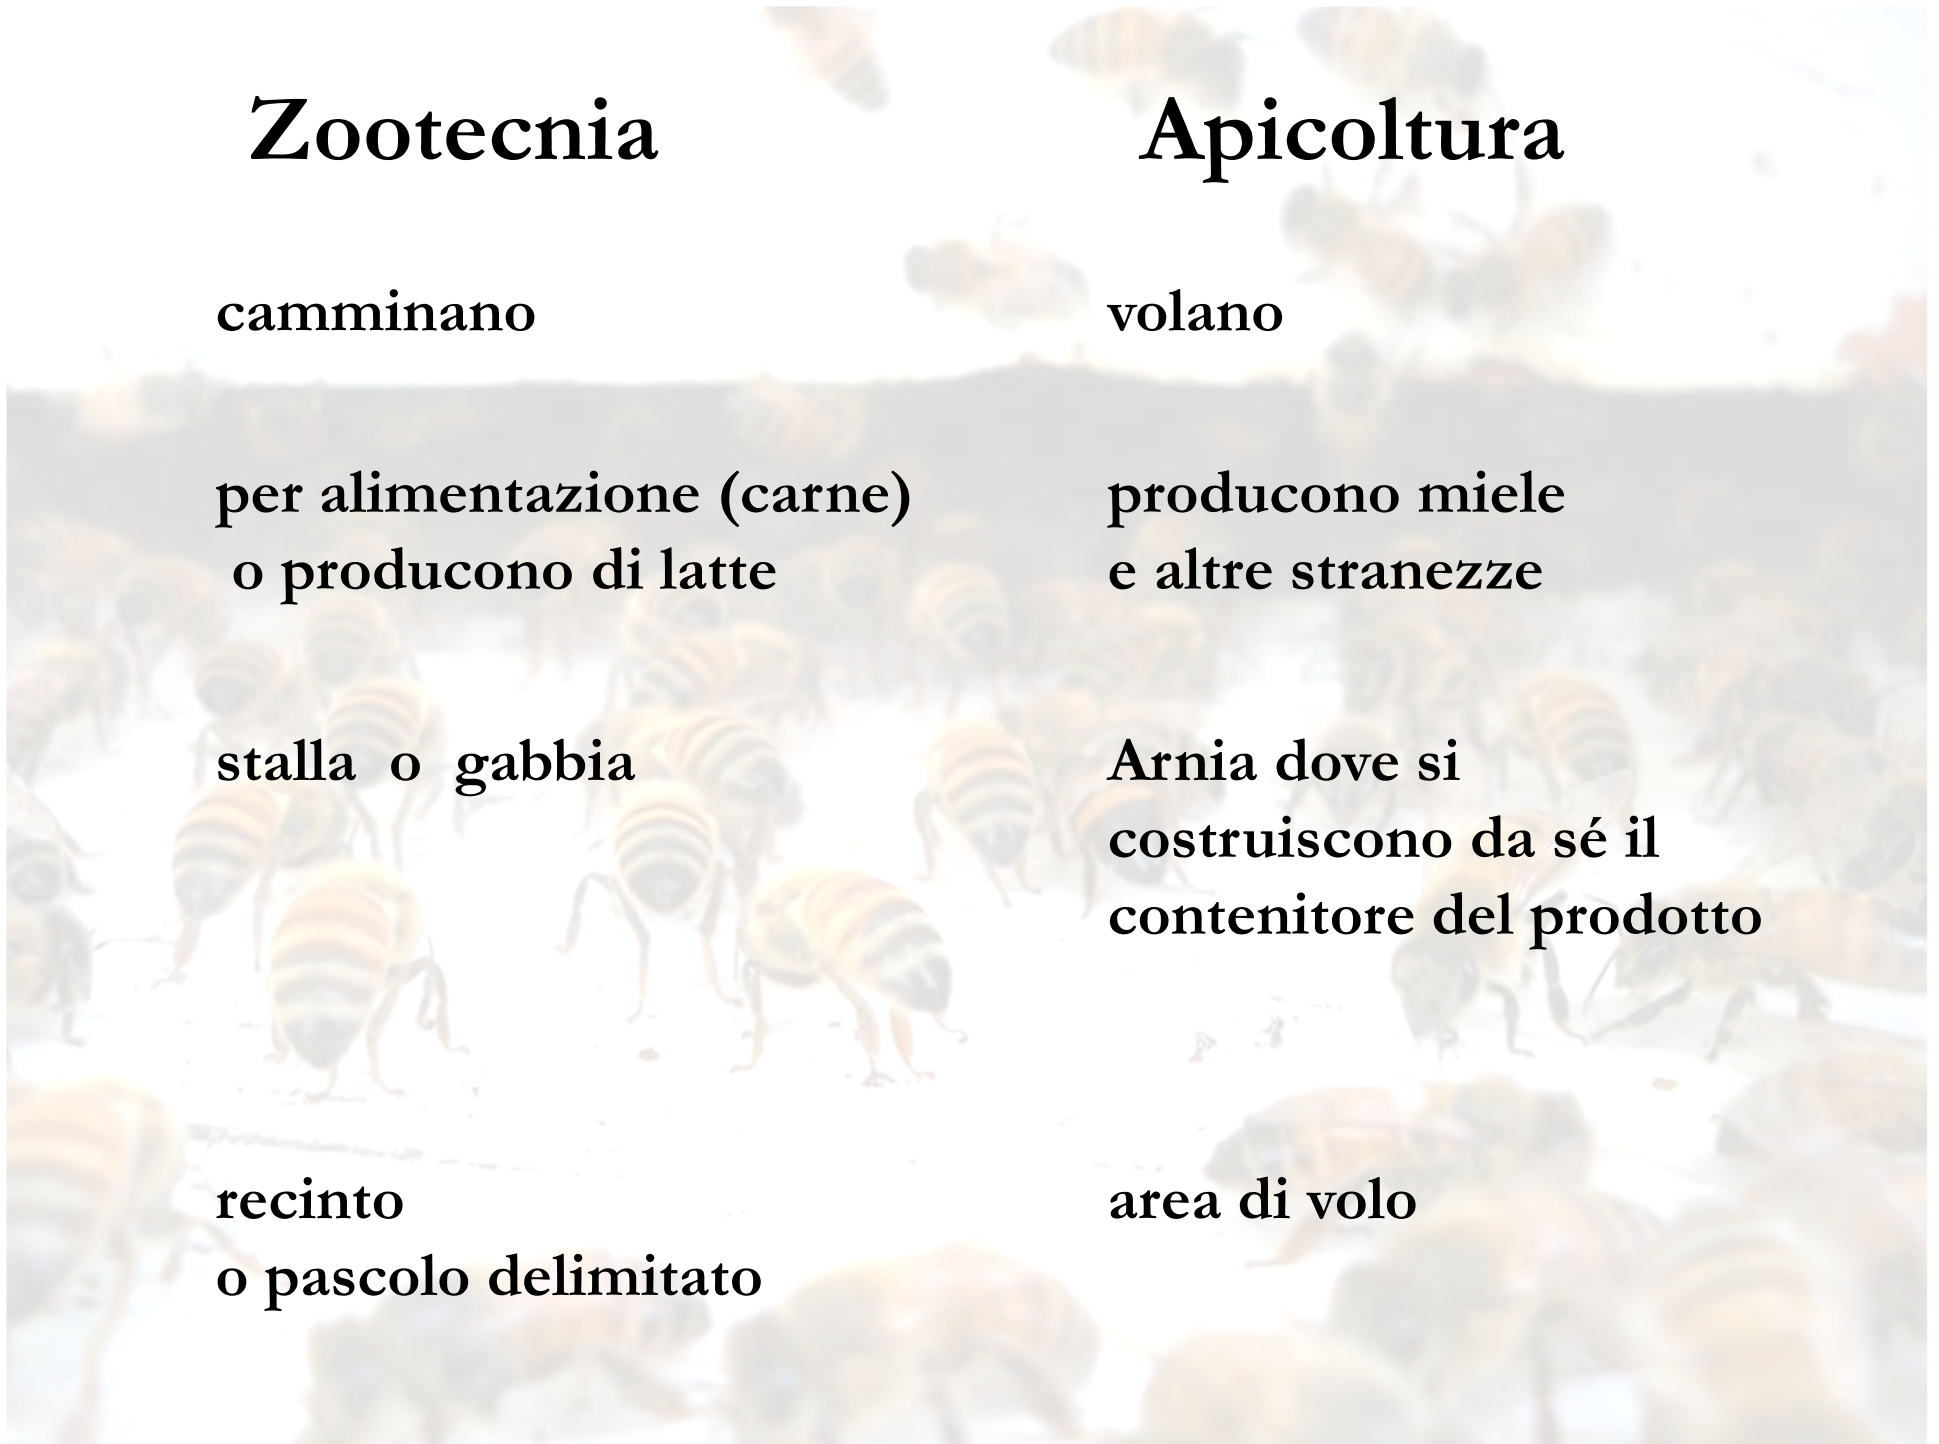 Zootecnia
Apicoltura
camminano
volano
per alimentazione (carne)
o producono di latte
producono miele
e altre stranezze
stalla o gabbia
Arnia dove si
costruiscono da sé il
contenitore del prodotto
recinto
o pascolo delimitato
area di volo